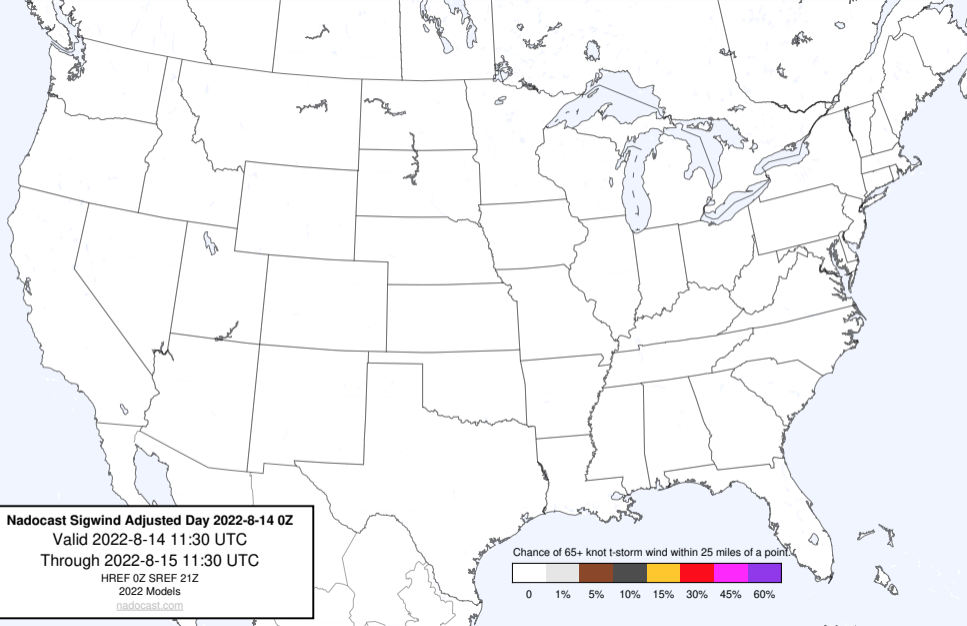 Nadocast Sigwind Adjusted Day 2022-8-14 0Z
Valid 2022-8-14 11:30 UTC
Through 2022-8-15 11:30 UTC
HREF 0Z SREF 21Z
2022 Models
nadocast.com
Chance of 65+ knot t-storm wind within 25 miles of a point.
0 1% 5% 10% 15% 30% 45% 60%